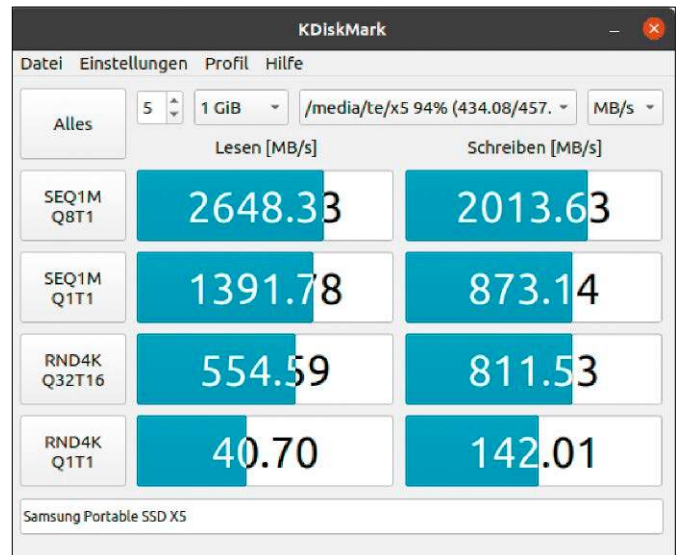 KDiskMark
Datei Einstellungen Profil Hilfe
Alles 5 1 GiB /media/te/x5 94% (434.08/457. MB/s
Lesen [MB/s] Schreiben [MB/s]
SEQ1M
Q8T1 2648.33 2013.63
SEQ1M
Q1T1 1391.78 873.14
RND4K
Q32T16 554.59 811.53
RND4K
Q1T1 40.70 142.01
Samsung Portable SSD X5